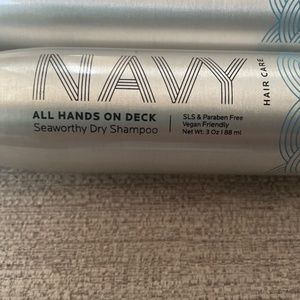 NAVY
HAIR CARE
ALL HANDS ON DECK
Seaworthy Dry Shampoo
SLS & Paraben Free
Vegan Friendly
Net Wt: 3 Oz | 88 ml